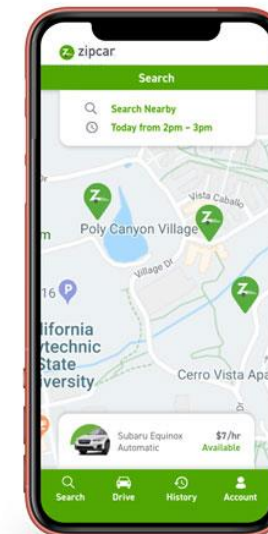 zipcar
Search
Search Nearby
Today from 2pm – 3pm
Vista Caballo
Poly Canyon Village
Village Dr
16 P
lifornia
ytechnic
State
iversity
Cerro Vista Apa
Subaru Equinox
$7/hr
Automatic
Available
Search
Drive
History
Account